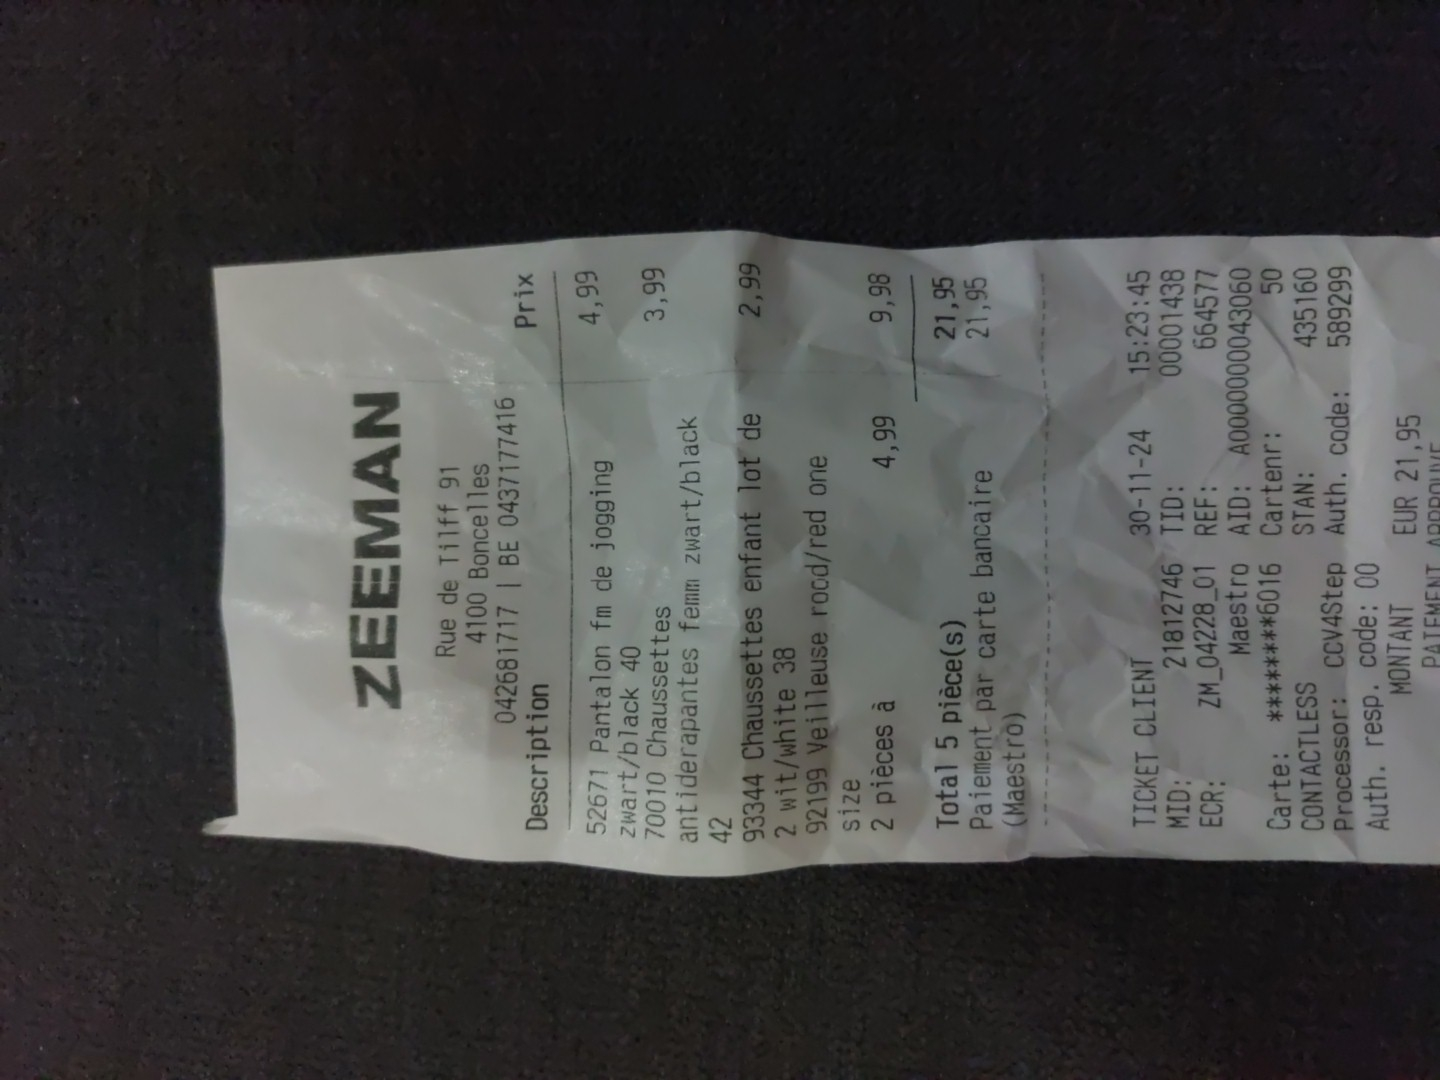 ZEEMAN
Rue de Tilff 91
4100 Boncelles
042681717 | BE 0437177416
Description Prix
52671 Pantalon fm de jogging 4,99
zwart/black 40
70010 Chaussettes 3,99
antiderapantes femm zwart/black
42
93344 Chaussettes enfant lot de 2,99
2 wit/white 38
92199 Veilleuse rood/red one
size
2 pièces à 4,99 9,98
Total 5 pièce(s) 21,95
Paiement par carte bancaire 21,95
(Maestro)
TICKET CLIENT 30-11-24 15:23:45
MID: 21812746 TID: 00001438
ECR: ZM_04228_01 REF: 664577
Maestro AID: A0000000043060
Carte: ********6016 Cartenr: 50
CONTACTLESS STAN: 435160
Processor: CCV4Step Auth. code: 589299
Auth. resp. code: 00
MONTANT EUR 21,95
PAIEMENT APPROUVE